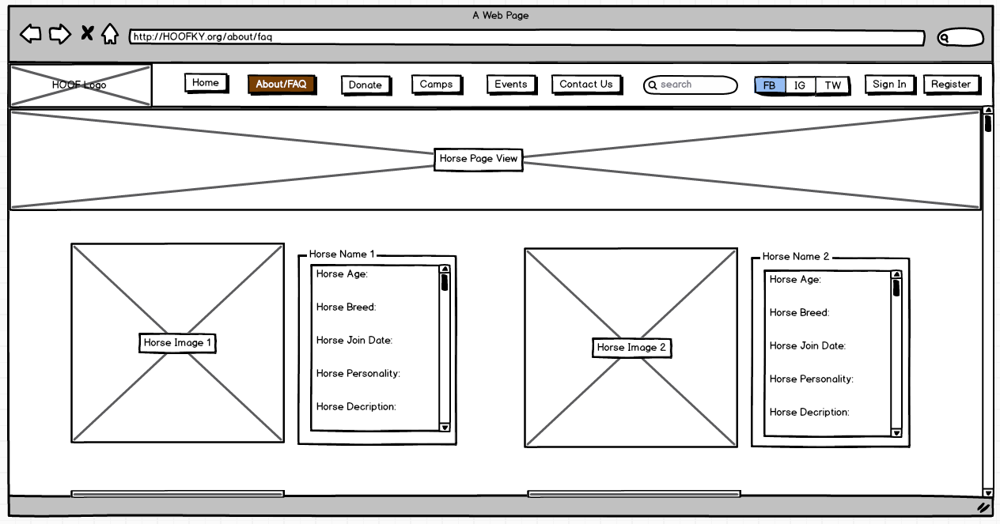 A Web Page
http://HOOFKY.org/about/faq
HOOF Logo
Home
About/FAQ
Donate
Camps
Events
Contact Us
search
FB
IG
TW
Sign In
Register
Horse Page View
Horse Image 1
Horse Name 1
Horse Age:
Horse Breed:
Horse Join Date:
Horse Personality:
Horse Decription:
Horse Image 2
Horse Name 2
Horse Age:
Horse Breed:
Horse Join Date:
Horse Personality:
Horse Decription: